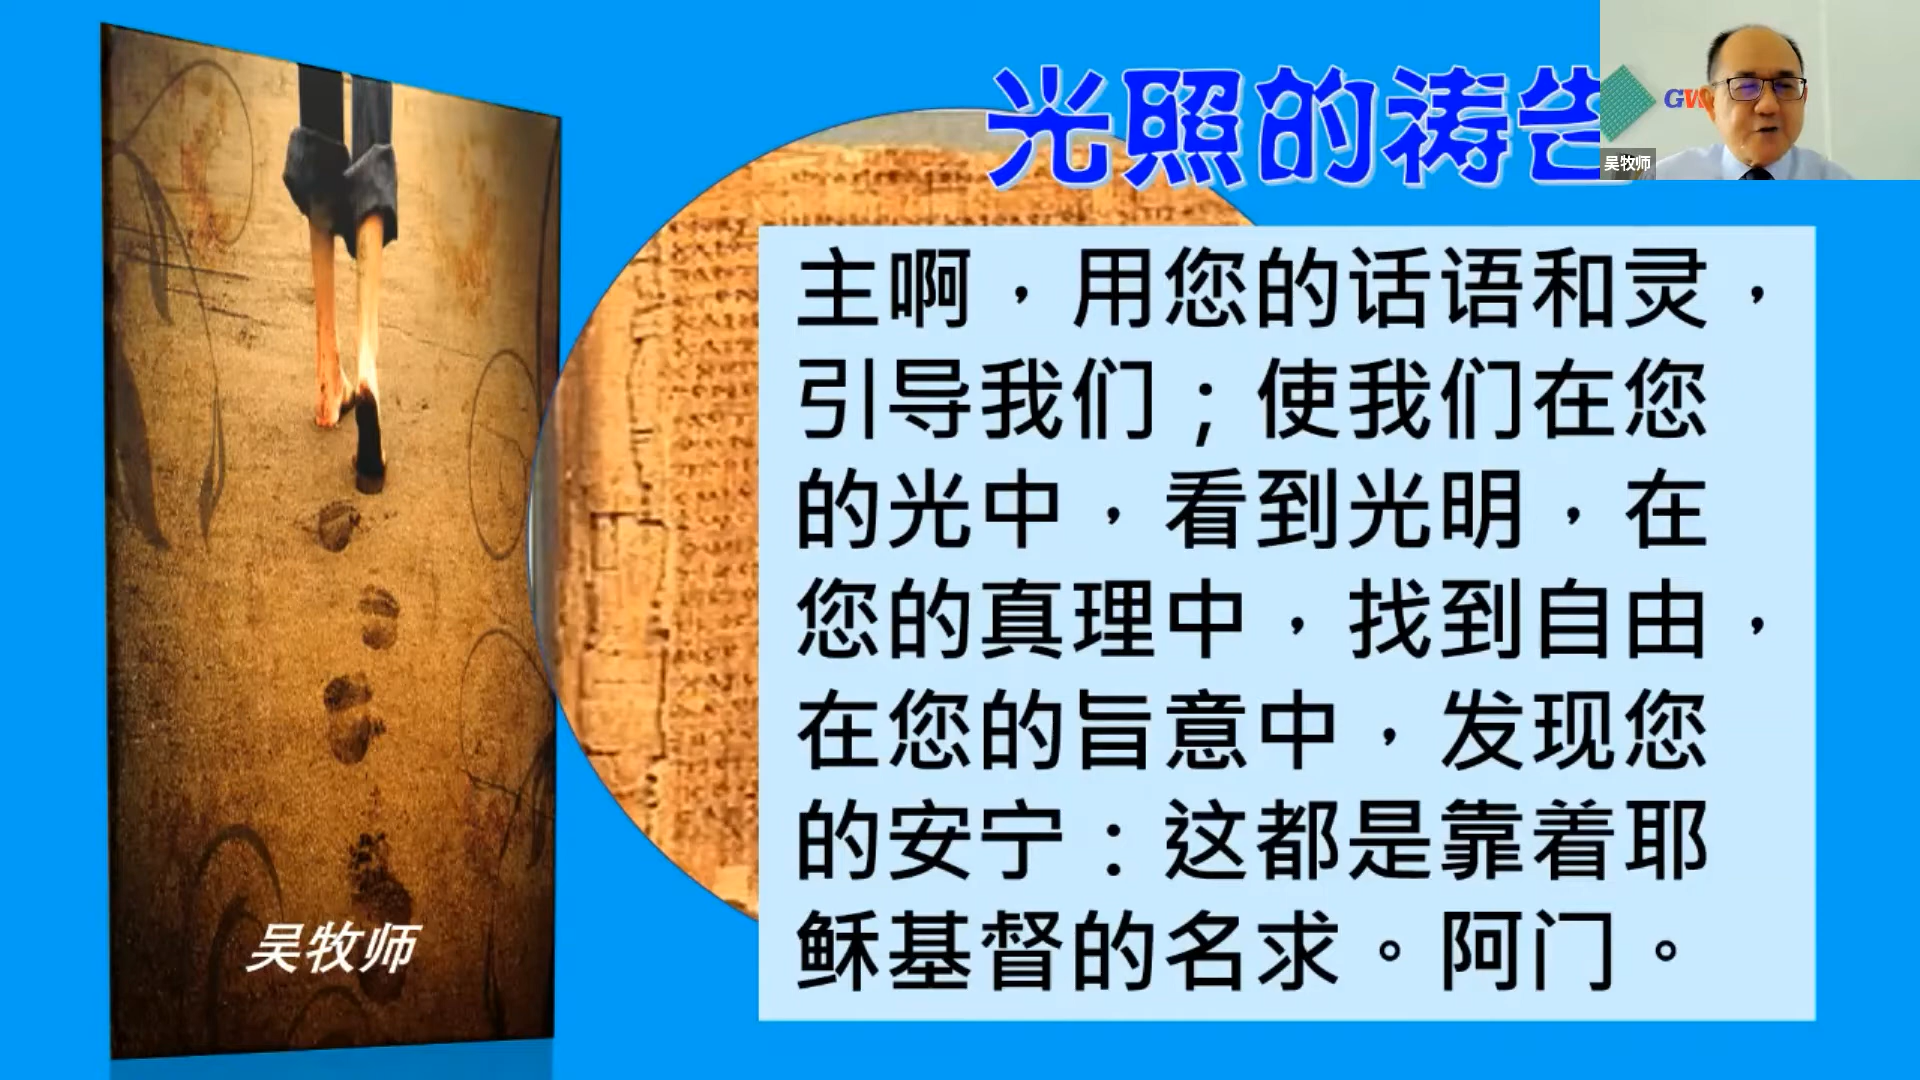 光照的祷告
GW
吴牧师
主啊，用您的话语和灵，
引导我们；使我们在您
的光中，看到光明，在
您的真理中，找到自由，
在您的旨意中，发现您
的安宁：这都是靠着耶
稣基督的名求。阿门。
吴牧师